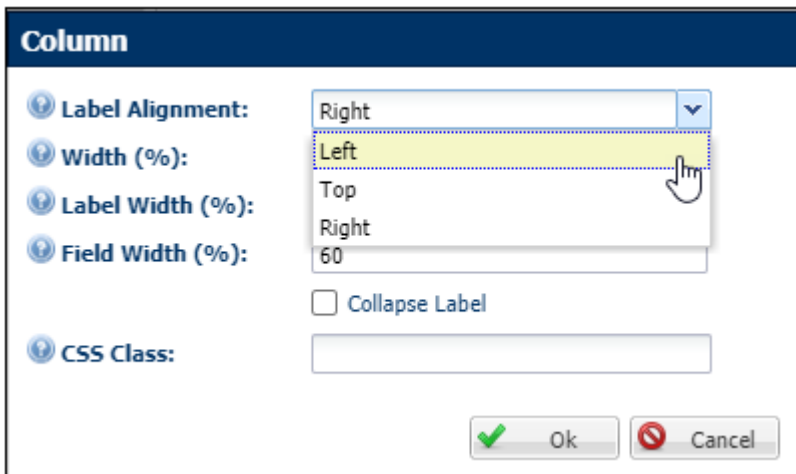 Column
Label Alignment: Right
Width (%): Left
Top
Label Width (%):
Right
Field Width (%): 60
Collapse Label
CSS Class:
Ok Cancel